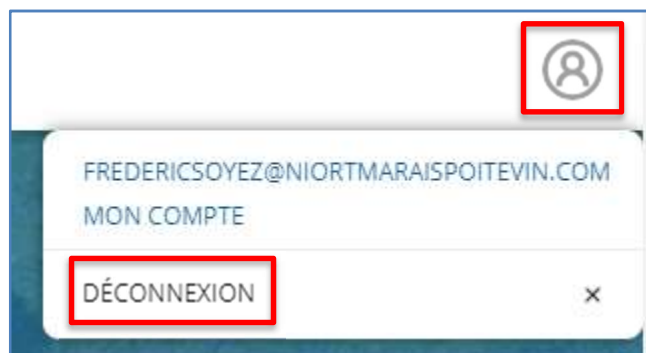 FREDERICSOYEZ@NIORTMARAISPOITEVIN.COM
MON COMPTE
DÉCONNEXION ×